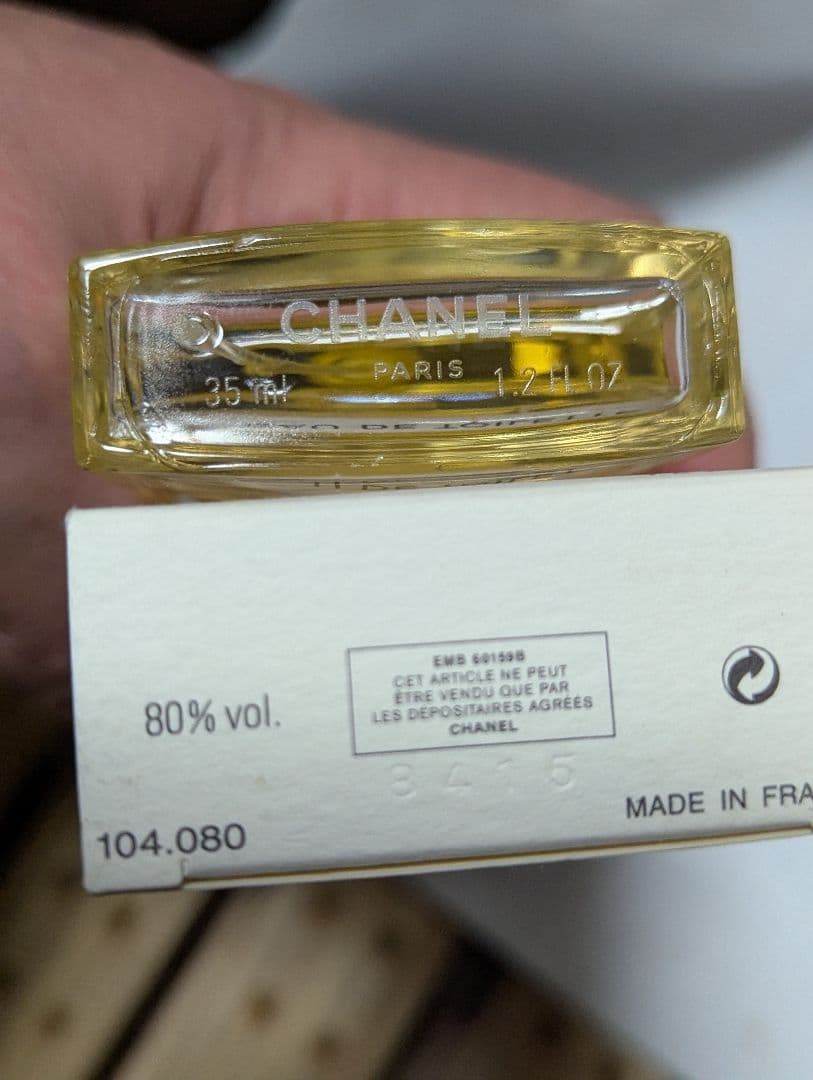 CHANEL
PARIS
35 ml 1.2 FL OZ
80% vol.
EMB 60159B
CET ARTICLE NE PEUT
ÊTRE VENDU QUE PAR
LES DÉPOSITAIRES AGRÉÉS
CHANEL
3415
104.080
MADE IN FRA